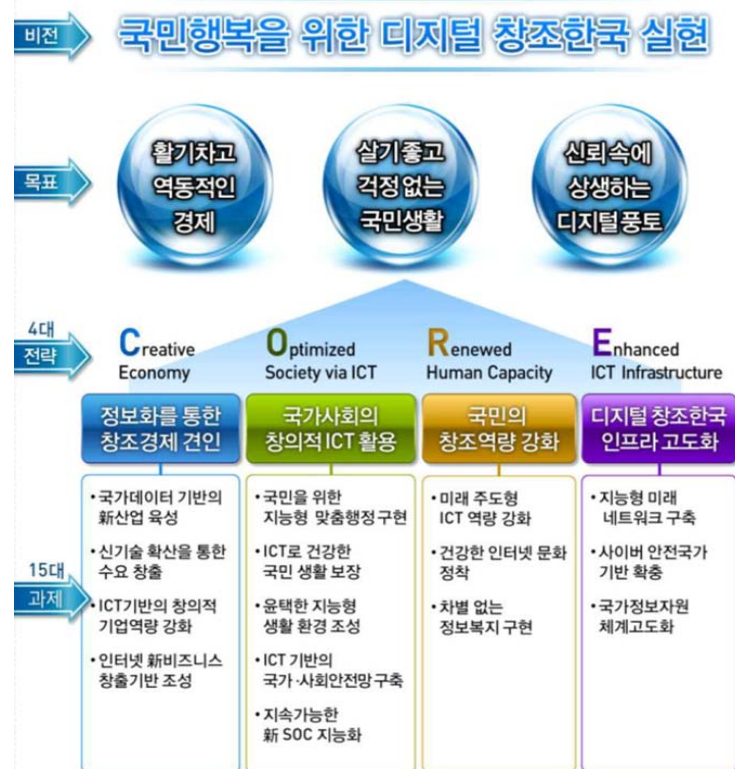 비전
국민행복을 위한 디지털 창조한국 실현
목표
활기차고
역동적인
경제
살기좋고
걱정없는
국민생활
신뢰속에
상생하는
디지털풍토
4대
전략
Creative
Economy
Optimized
Society via ICT
Renewed
Human Capacity
Enhanced
ICT Infrastructure
정보화를 통한
창조경제 견인
국가사회의
창의적 ICT 활용
국민의
창조역량 강화
디지털 창조한국
인프라 고도화
15대
과제
• 국가데이터 기반의
新산업 육성
• 신기술 확산을 통한
수요 창출
• ICT기반의 창의적
기업역량 강화
• 인터넷 新비즈니스
창출기반 조성
• 국민을 위한
지능형 맞춤행정 구현
• ICT로 건강한
국민 생활 보장
• 윤택한 지능형
생활 환경 조성
• ICT 기반의
국가·사회안전망 구축
• 지속가능한
新 SOC 지능화
• 미래 주도형
ICT 역량 강화
• 건강한 인터넷 문화
정착
• 차별 없는
정보복지 구현
• 지능형 미래
네트워크 구축
• 사이버 안전국가
기반 확충
• 국가정보자원
체계고도화